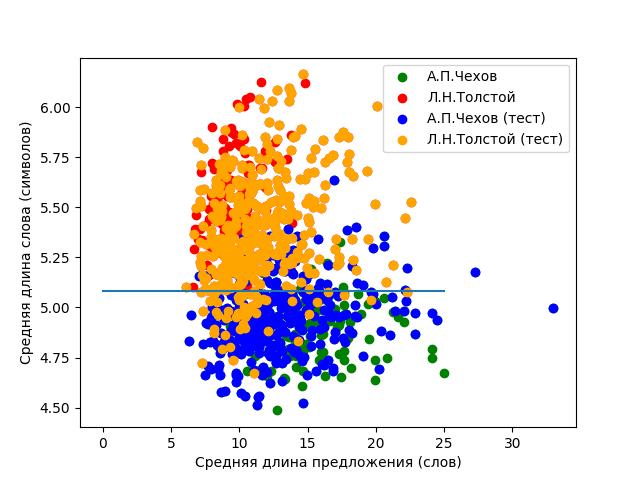 А.П.Чехов
Л.Н.Толстой
А.П.Чехов (тест)
Л.Н.Толстой (тест)
6.00
5.75
5.50
5.25
5.00
4.75
4.50
Средняя длина слова (символов)
0 5 10 15 20 25 30
Средняя длина предложения (слов)